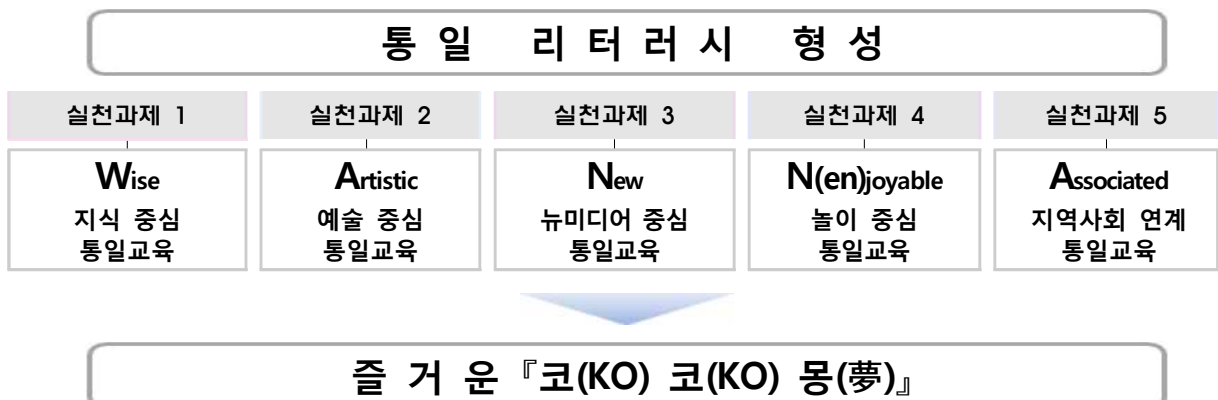 통 일 리 터 러 시 형 성
실천과제 1
Wise
지식 중심
통일교육
실천과제 2
Artistic
예술 중심
통일교육
실천과제 3
New
뉴미디어 중심
통일교육
실천과제 4
N(en)joyable
놀이 중심
통일교육
실천과제 5
Associated
지역사회 연계
통일교육
즐 거 운『코(KO) 코(KO) 몽(夢)』